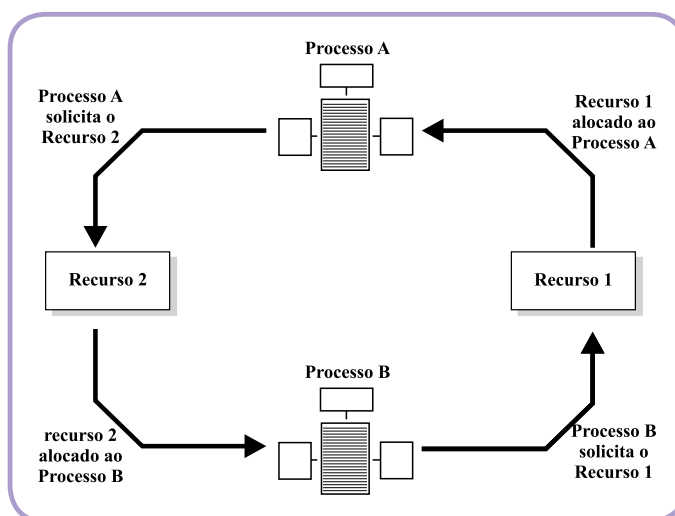 Processo A
Processo A
solicita o
Recurso 2
Recurso 1
alocado ao
Processo A
Recurso 2
Recurso 1
Processo B
recurso 2
alocado ao
Processo B
Processo B
solicita o
Recurso 1